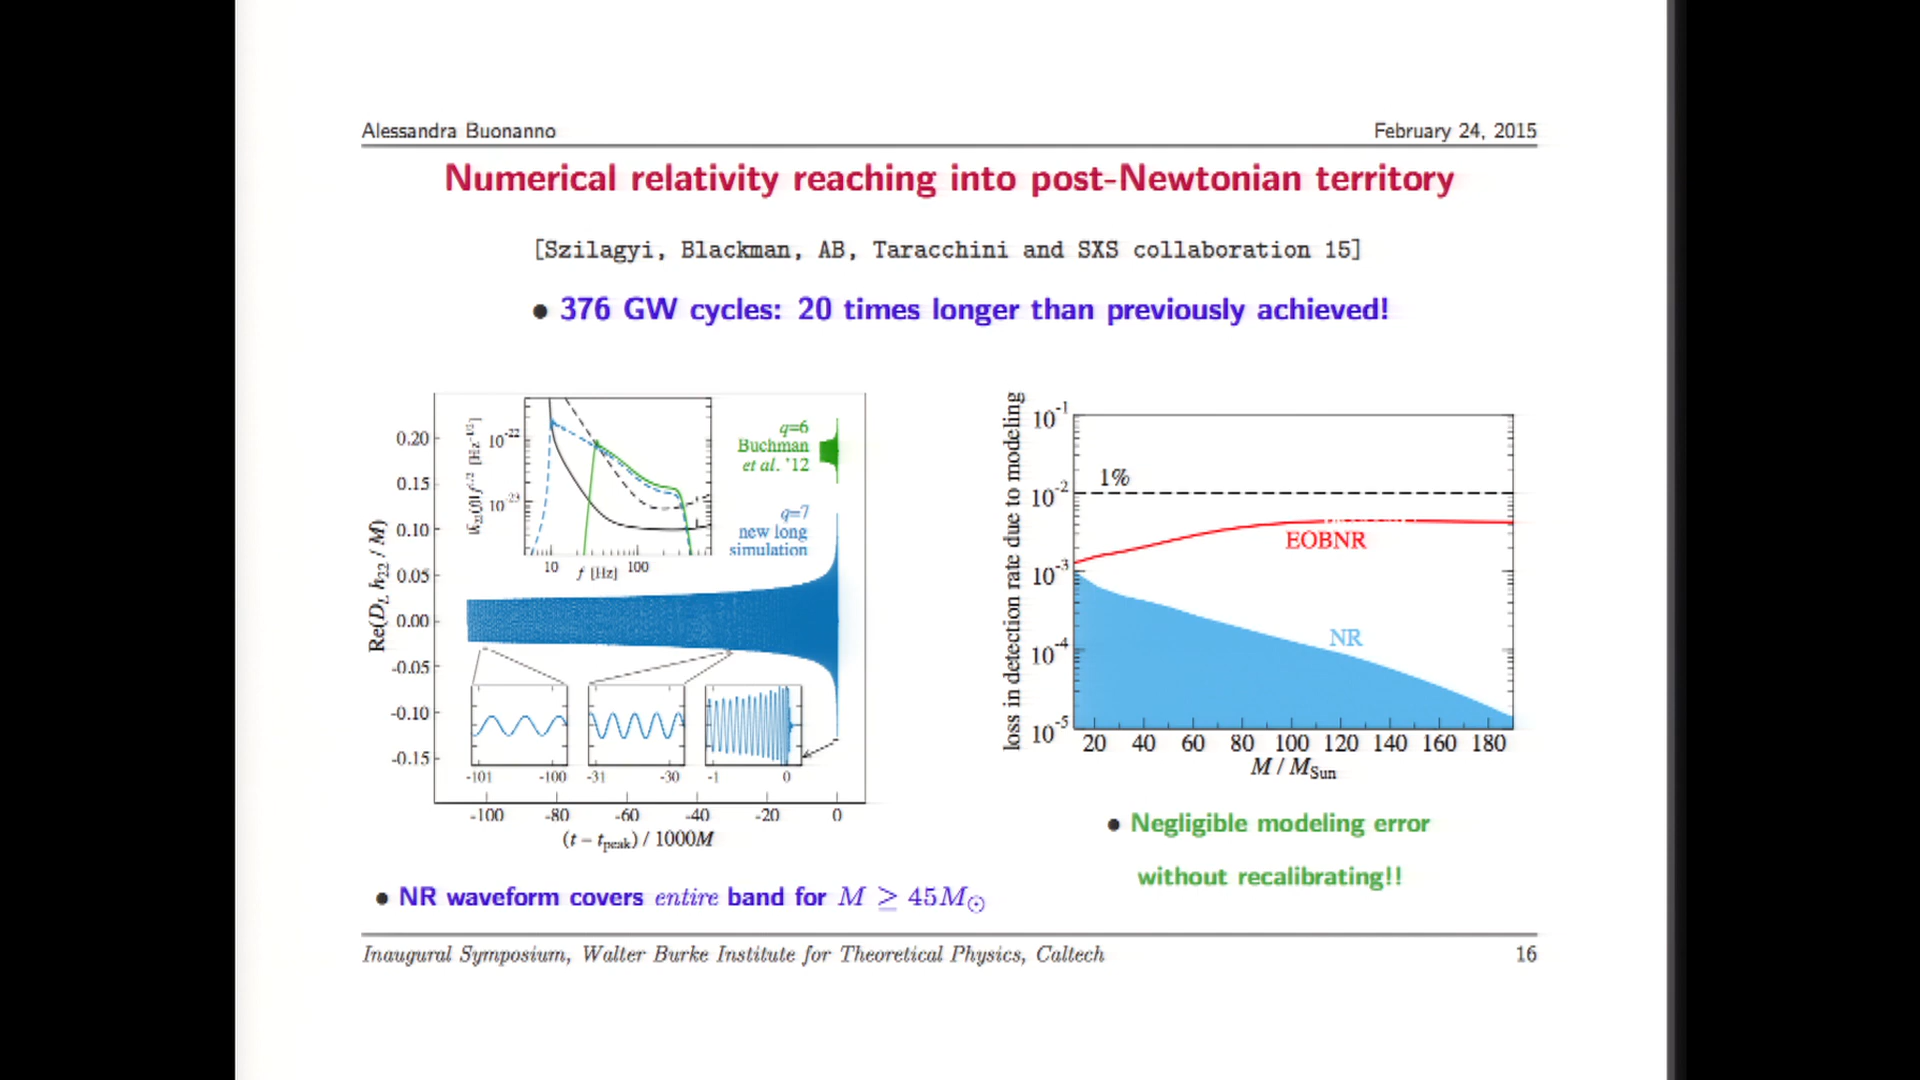 Alessandra Buonanno
February 24, 2015
Numerical relativity reaching into post-Newtonian territory
[Szilagyi, Blackman, AB, Taracchini and SXS collaboration 15]
● 376 GW cycles: 20 times longer than previously achieved!
Re(D_L h_22 / M)
0.20
0.15
0.10
0.05
0.00
-0.05
-0.10
-0.15
10^-22
10^-23
10
100
f [Hz]
q=6
Buchman
et al. '12
q=7
new long
simulation
-101
-100
-31
-30
-1
0
-100
-80
-60
-40
-20
0
(t − t_peak) / 1000M
loss in detection rate due to modeling
10^-1
10^-2
10^-3
10^-4
10^-5
1%
EOBNR
NR
20
40
60
80
100
120
140
160
180
M / M_Sun
● Negligible modeling error
without recalibrating!!
● NR waveform covers entire band for M ≥ 45M_⊙
Inaugural Symposium, Walter Burke Institute for Theoretical Physics, Caltech
16